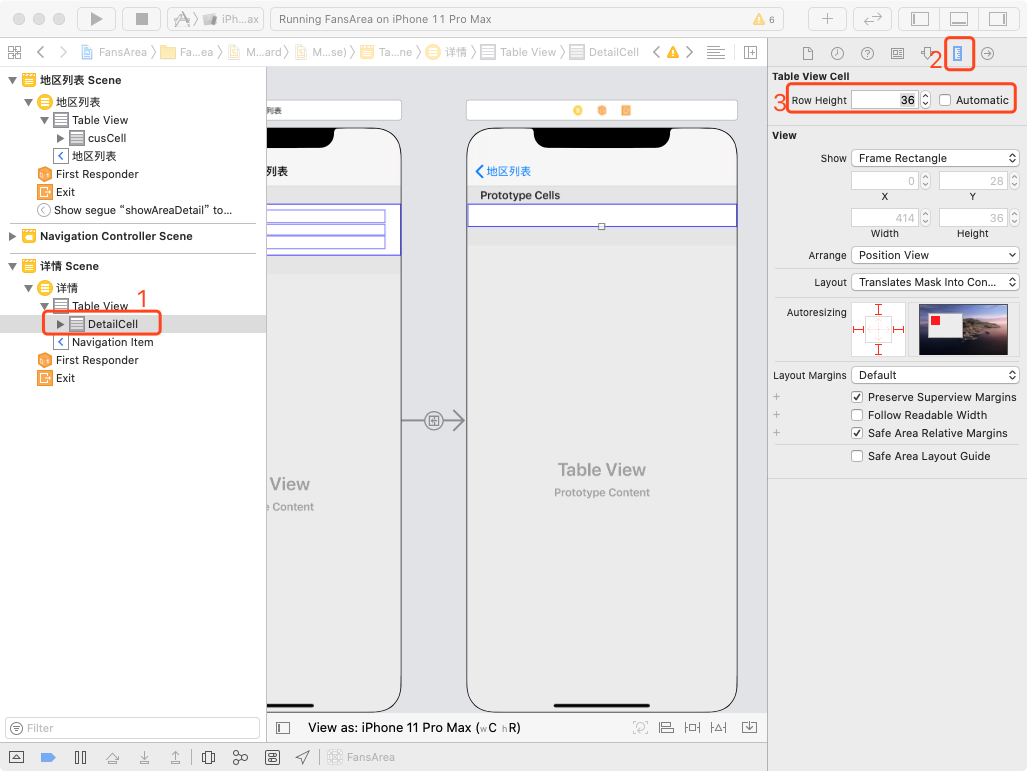 iPh...ax
Running FansArea on iPhone 11 Pro Max
6
FansArea
Fa...ea
M...ard
M...se)
Ta...ne
详情
Table View
DetailCell
2
地区列表 Scene
地区列表
Table View
cusCell
地区列表
First Responder
Exit
Show segue “showAreaDetail” to...
Navigation Controller Scene
详情 Scene
详情
1
Table View
DetailCell
Navigation Item
First Responder
Exit
Filter
列表
列表
View
e Content
地区列表
Prototype Cells
Table View
Prototype Content
View as: iPhone 11 Pro Max (wC hR)
FansArea
Table View Cell
3
Row Height 36 Automatic
View
Show Frame Rectangle
0 28
X Y
414 36
Width Height
Arrange Position View
Layout Translates Mask Into Con...
Autoresizing
Layout Margins Default
Preserve Superview Margins
Follow Readable Width
Safe Area Relative Margins
Safe Area Layout Guide